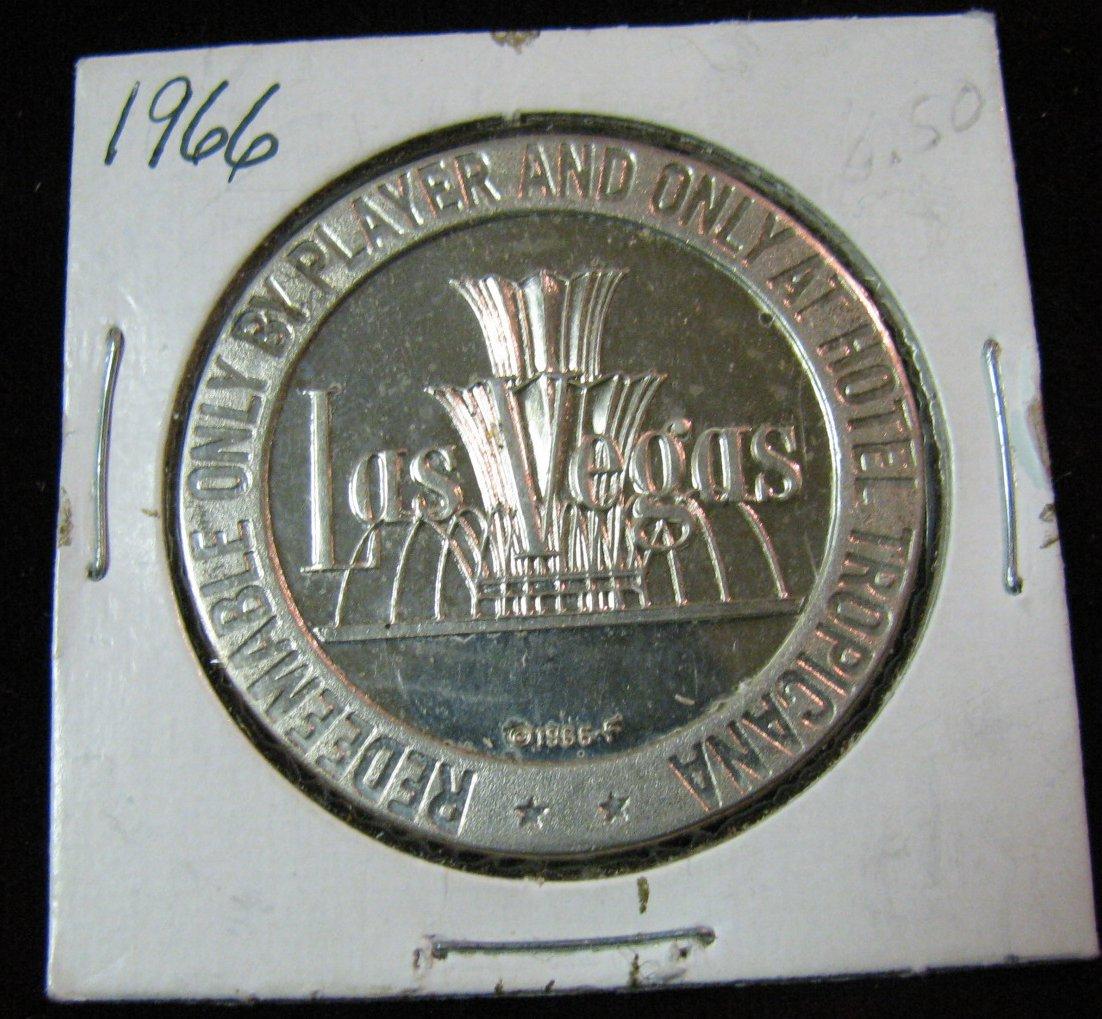 1966
6.50
REDEEMABLE ONLY BY PLAYER AND ONLY AT HOTEL TROPICANA
Las Vegas
©1966-F